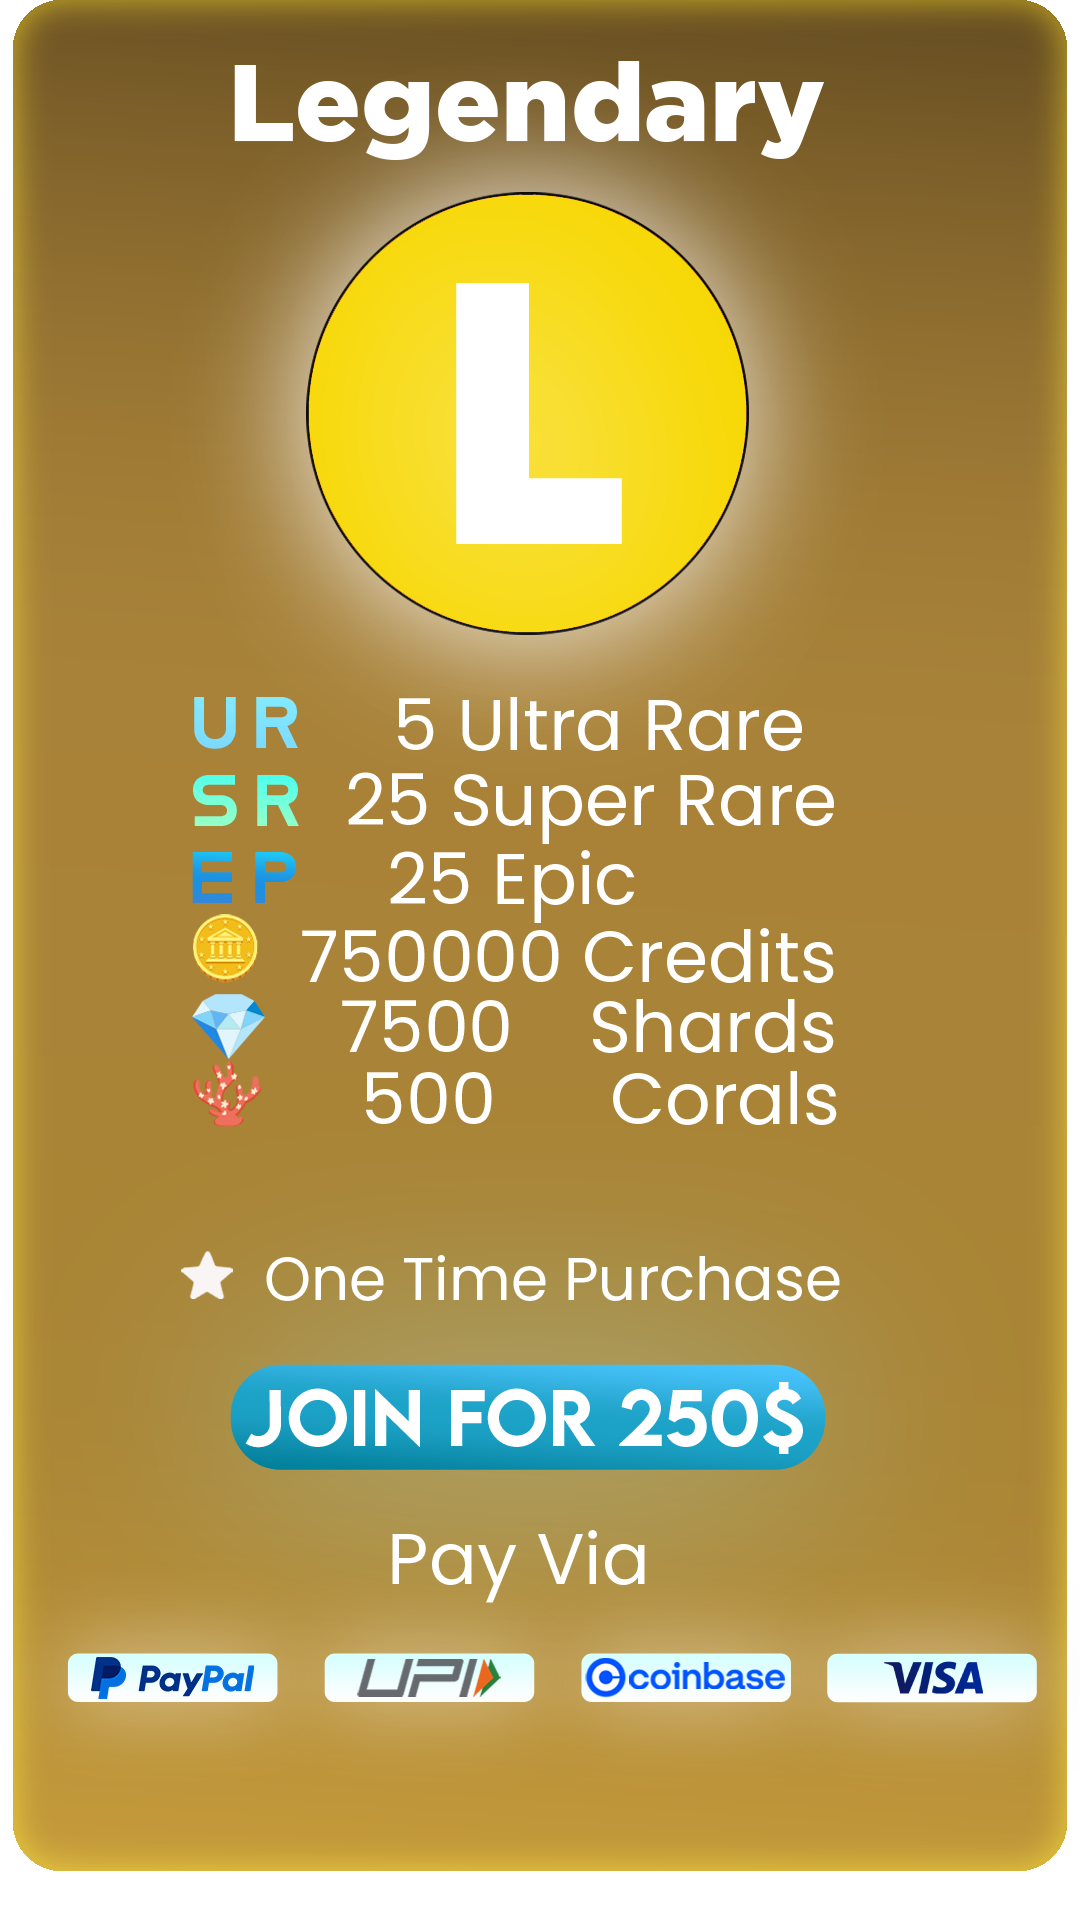 Legendary
L
UR 5 Ultra Rare
SR 25 Super Rare
EP 25 Epic
750000 Credits
7500 Shards
500 Corals
One Time Purchase
JOIN FOR 250$
Pay Via
PayPal UPI coinbase VISA